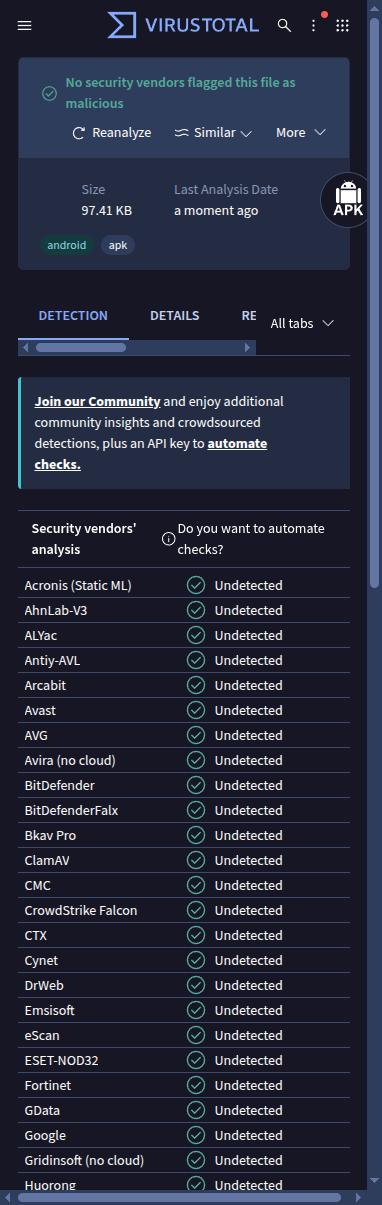 VIRUSTOTAL
No security vendors flagged this file as
malicious
Reanalyze
Similar
More
Size
Last Analysis Date
97.41 KB
a moment ago
APK
android
apk
DETECTION
DETAILS
RE
All tabs
Join our Community and enjoy additional
community insights and crowdsourced
detections, plus an API key to automate
checks.
Security vendors'
analysis
Do you want to automate
checks?
Acronis (Static ML) Undetected
AhnLab-V3 Undetected
ALYac Undetected
Antiy-AVL Undetected
Arcabit Undetected
Avast Undetected
AVG Undetected
Avira (no cloud) Undetected
BitDefender Undetected
BitDefenderFalx Undetected
Bkav Pro Undetected
ClamAV Undetected
CMC Undetected
CrowdStrike Falcon Undetected
CTX Undetected
Cynet Undetected
DrWeb Undetected
Emsisoft Undetected
eScan Undetected
ESET-NOD32 Undetected
Fortinet Undetected
GData Undetected
Google Undetected
Gridinsoft (no cloud) Undetected
Huorong Undetected